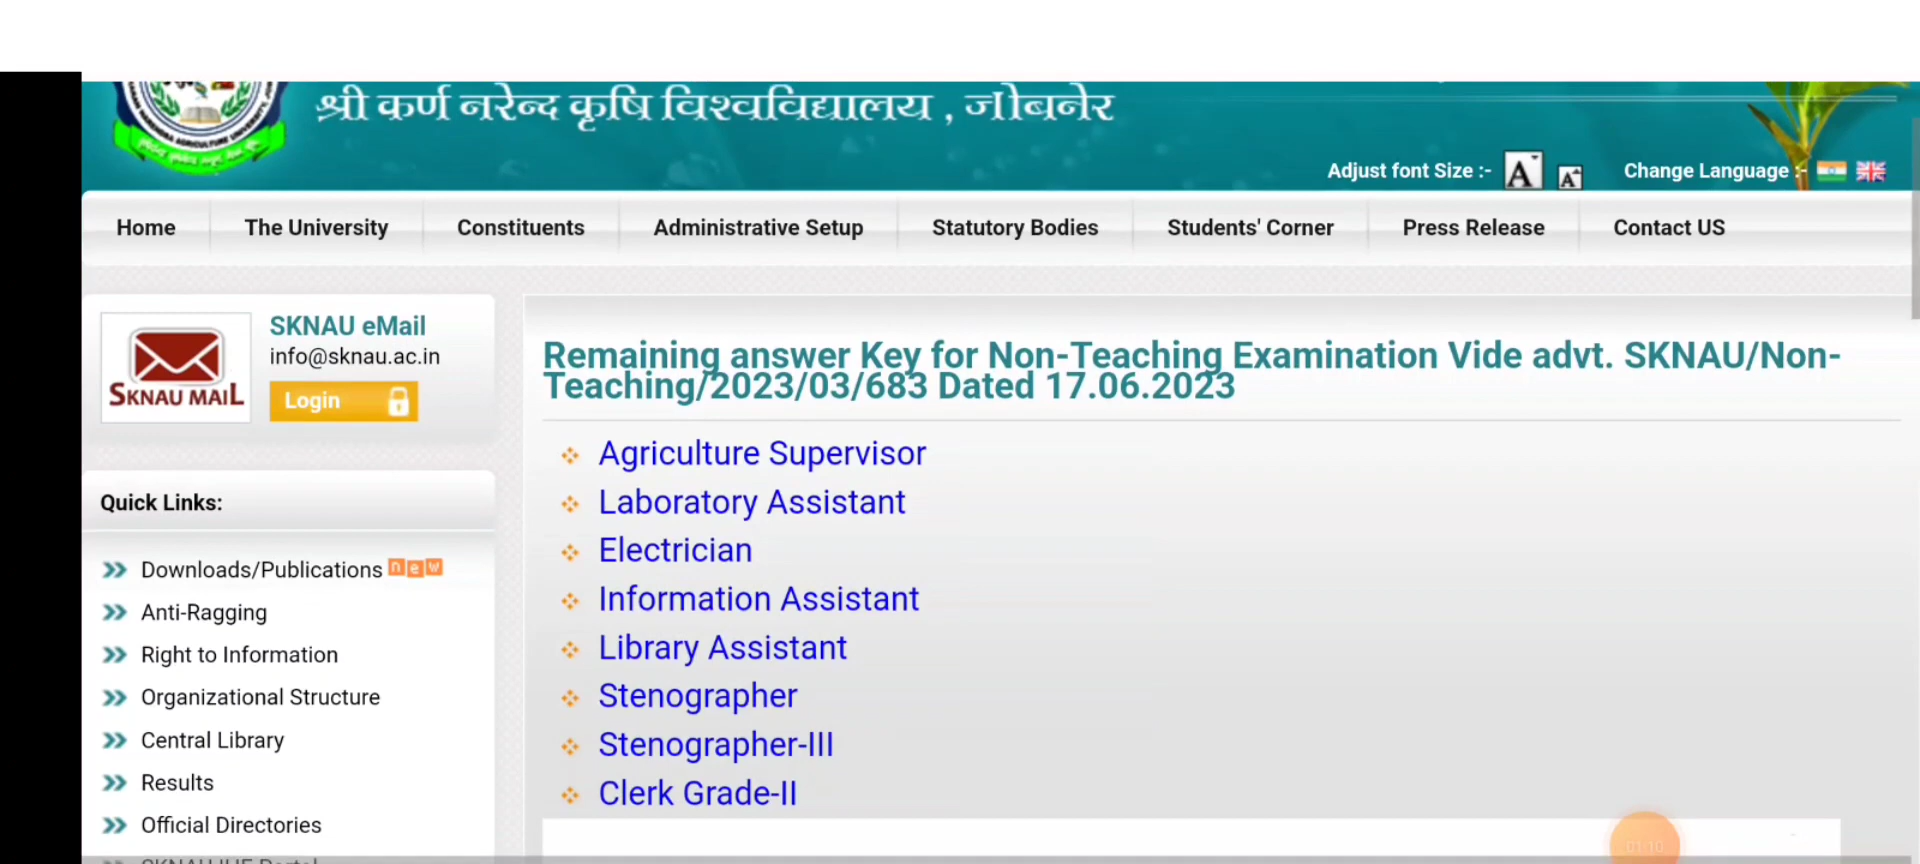 श्री कर्ण नरेन्द कृषि विश्वविद्यालय , जोबनेर
Adjust font Size :- A A Change Language :-
Home The University Constituents Administrative Setup Statutory Bodies Students' Corner Press Release Contact US
SKNAU eMail
info@sknau.ac.in
SKNAU MAIL
Login
Quick Links:
Downloads/Publications new
Anti-Ragging
Right to Information
Organizational Structure
Central Library
Results
Official Directories
Remaining answer Key for Non-Teaching Examination Vide advt. SKNAU/Non-
Teaching/2023/03/683 Dated 17.06.2023
Agriculture Supervisor
Laboratory Assistant
Electrician
Information Assistant
Library Assistant
Stenographer
Stenographer-III
Clerk Grade-II
01:10